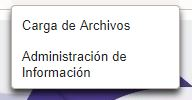 Carga de Archivos
Administración de
Información